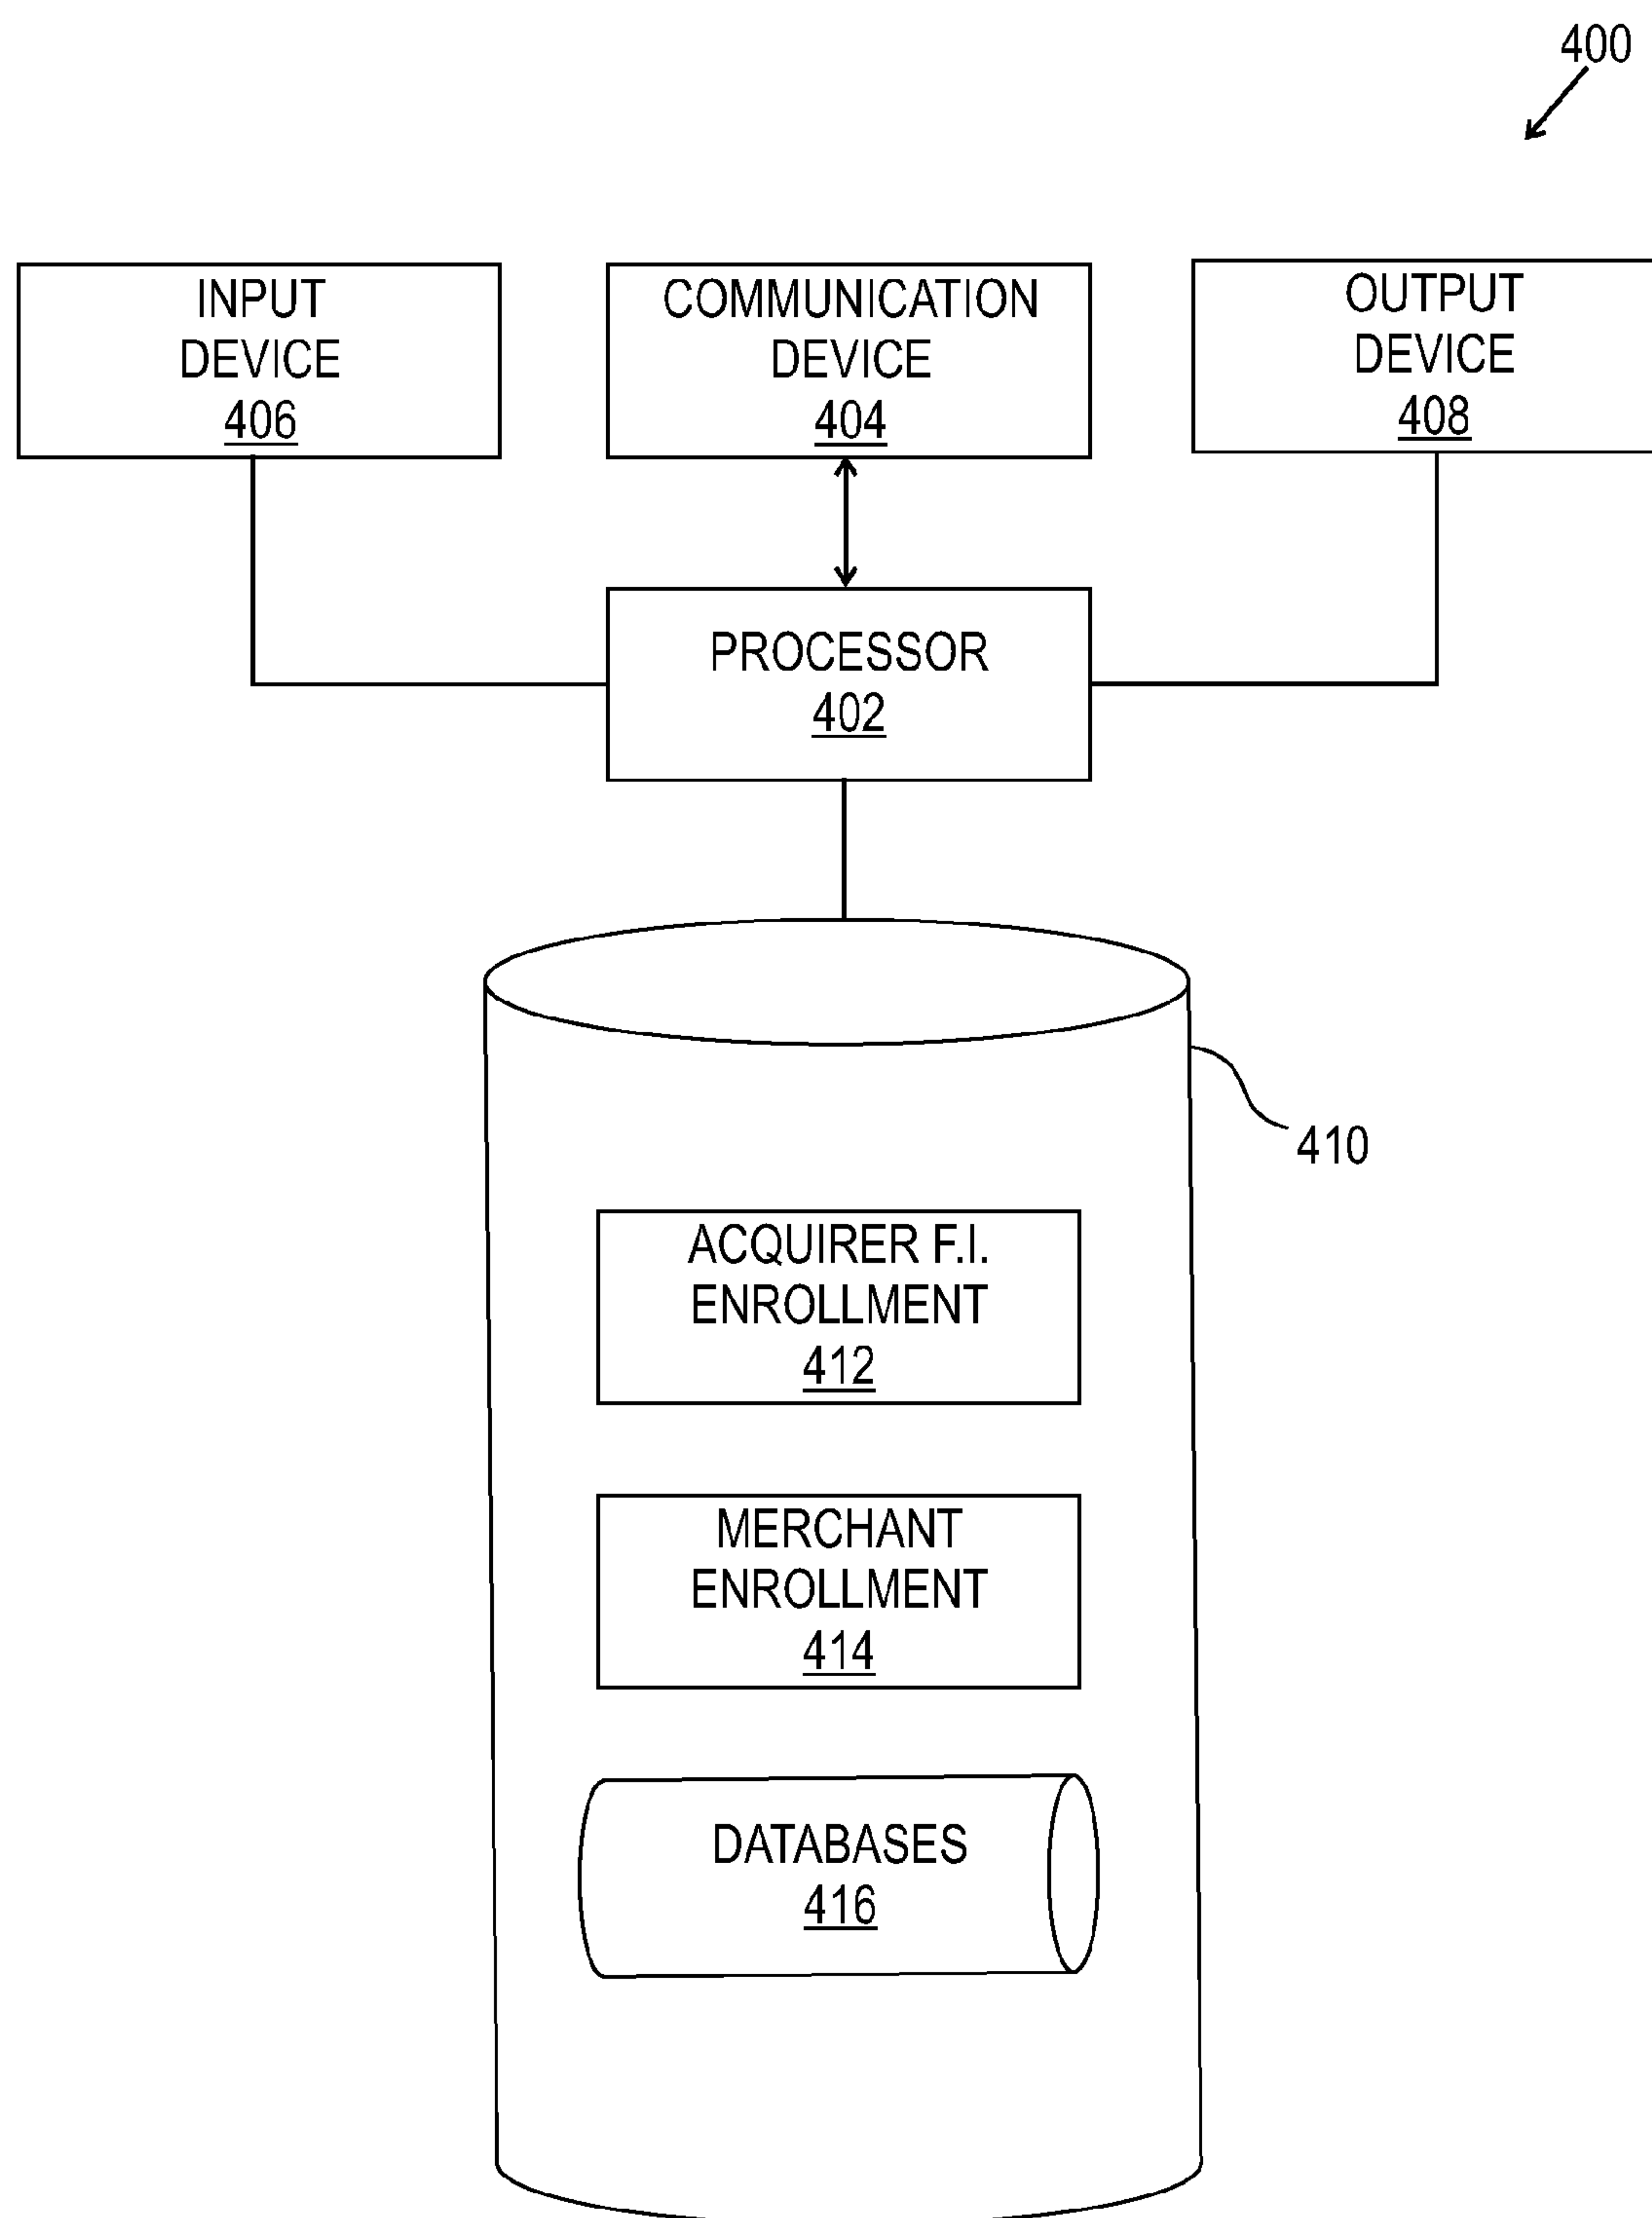 400
INPUT
DEVICE
406
COMMUNICATION
DEVICE
404
OUTPUT
DEVICE
408
PROCESSOR
402
410
ACQUIRER F.I.
ENROLLMENT
412
MERCHANT
ENROLLMENT
414
DATABASES
416